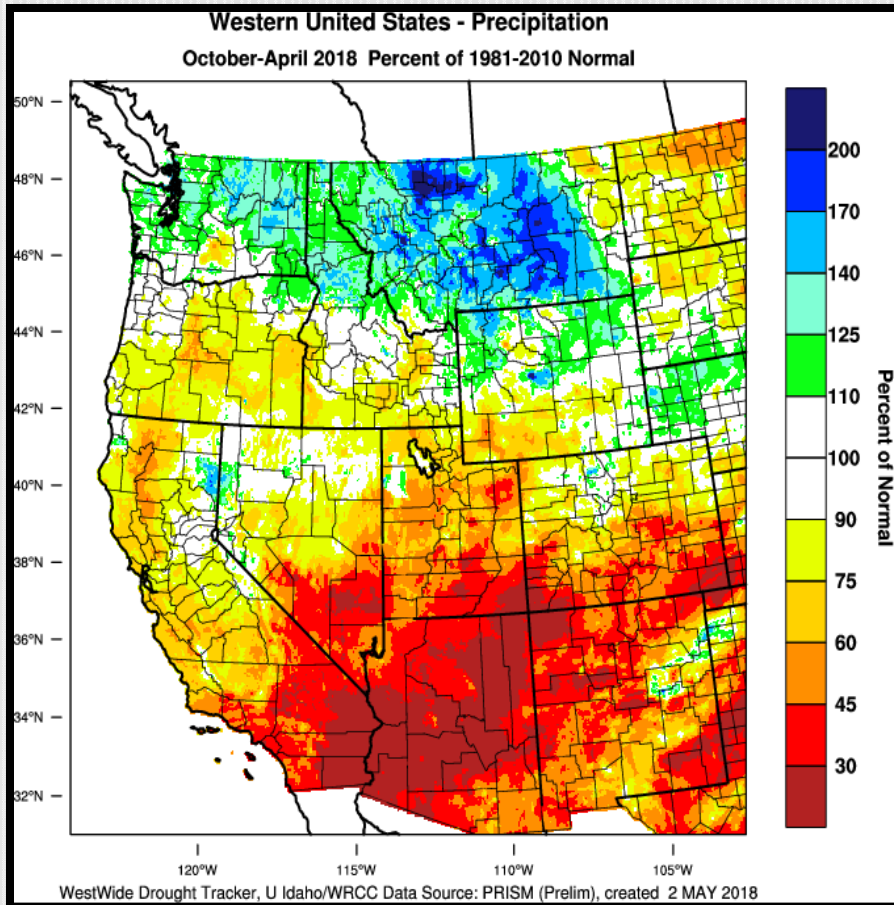 Western United States - Precipitation
October-April 2018  Percent of 1981-2010 Normal
50°N
48°N
46°N
44°N
42°N
40°N
38°N
36°N
34°N
32°N
120°W
115°W
110°W
105°W
200
170
140
125
110
100
90
75
60
45
30
Percent of Normal
WestWide Drought Tracker, U Idaho/WRCC Data Source: PRISM (Prelim), created  2 MAY 2018